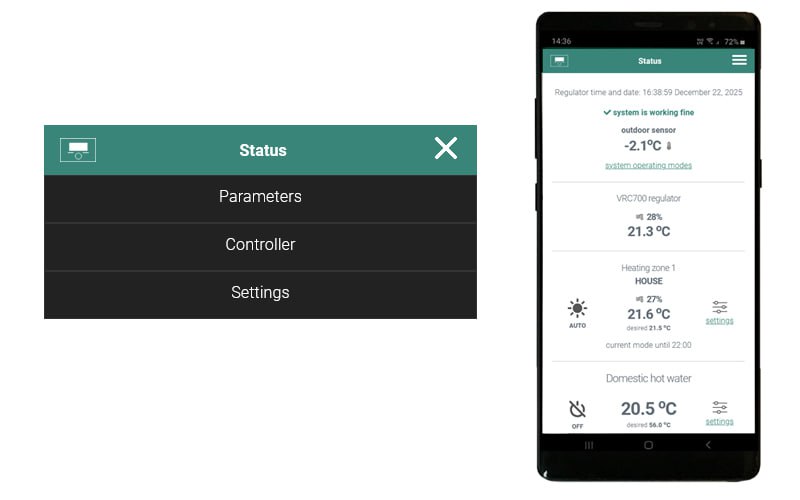 Status
Parameters
Controller
Settings
14:36
72%
Status
Regulator time and date: 16:38:59 December 22, 2025
✓ system is working fine
outdoor sensor
-2.1°C
system operating modes
VRC700 regulator
28%
21.3 °C
Heating zone 1
HOUSE
27%
21.6 °C
AUTO
desired 21.5 °C
settings
current mode until 22:00
Domestic hot water
20.5 °C
OFF
desired 56.0 °C
settings